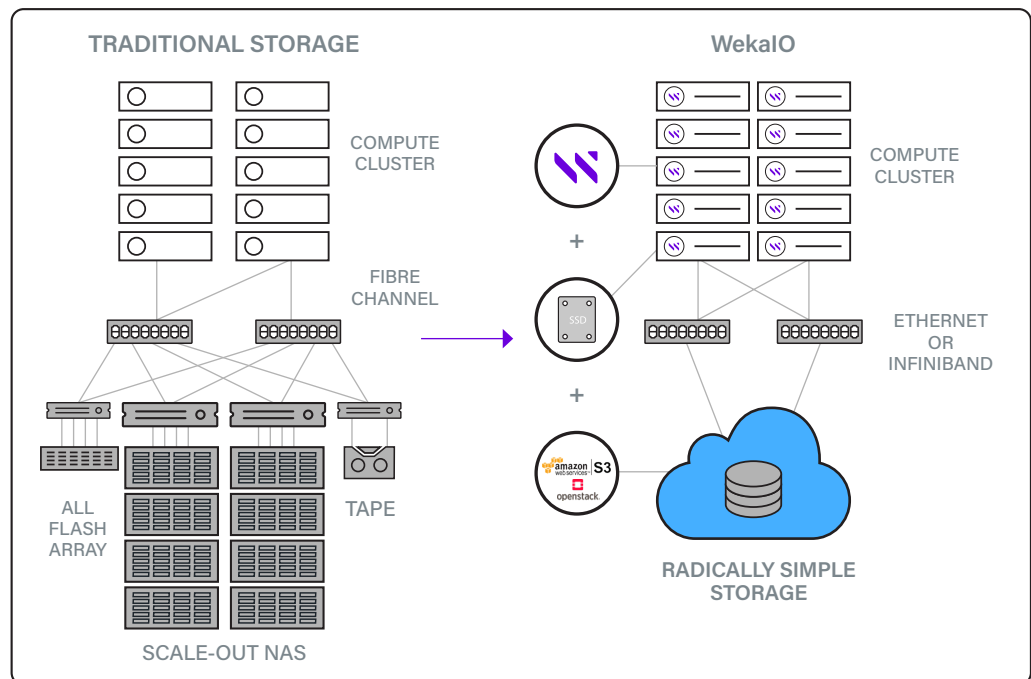 TRADITIONAL STORAGE
COMPUTE
CLUSTER
FIBRE
CHANNEL
ALL
FLASH
ARRAY
TAPE
SCALE-OUT NAS
WekaIO
COMPUTE
CLUSTER
+
SSD
+
amazon
web services™
S3
openstack.
ETHERNET
OR
INFINIBAND
RADICALLY SIMPLE
STORAGE